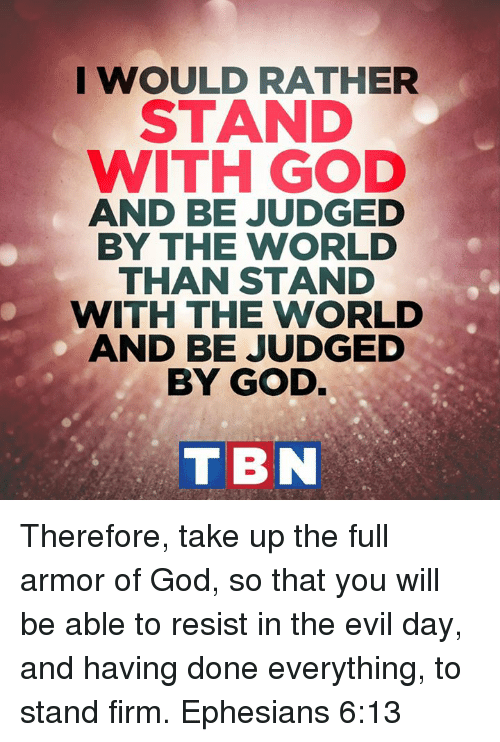 I WOULD RATHER
STAND
WITH GOD
AND BE JUDGED
BY THE WORLD
THAN STAND
WITH THE WORLD
AND BE JUDGED
BY GOD.
TBN
Therefore, take up the full
armor of God, so that you will
be able to resist in the evil day,
and having done everything, to
stand firm. Ephesians 6:13